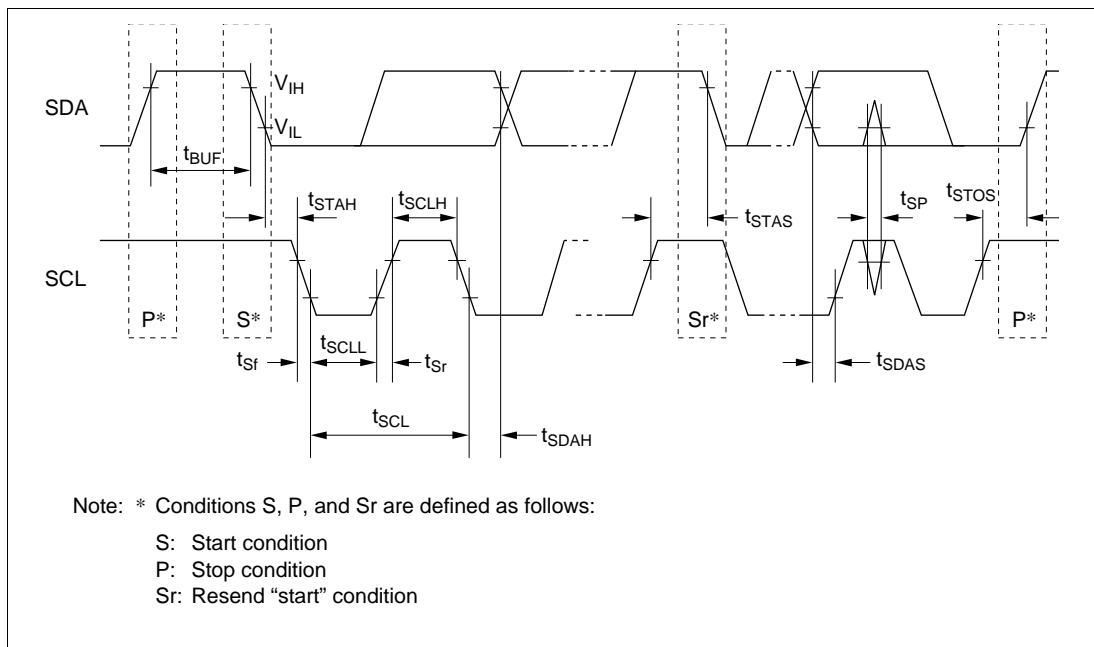 SDA
V_IH
V_IL
t_BUF
t_STAH
t_SCLH
t_STAS
t_SP
t_STOS
SCL
P*
S*
Sr*
P*
t_Sf
t_SCLL
t_Sr
t_SDAS
t_SCL
t_SDAH
Note: * Conditions S, P, and Sr are defined as follows:
S: Start condition
P: Stop condition
Sr: Resend “start” condition